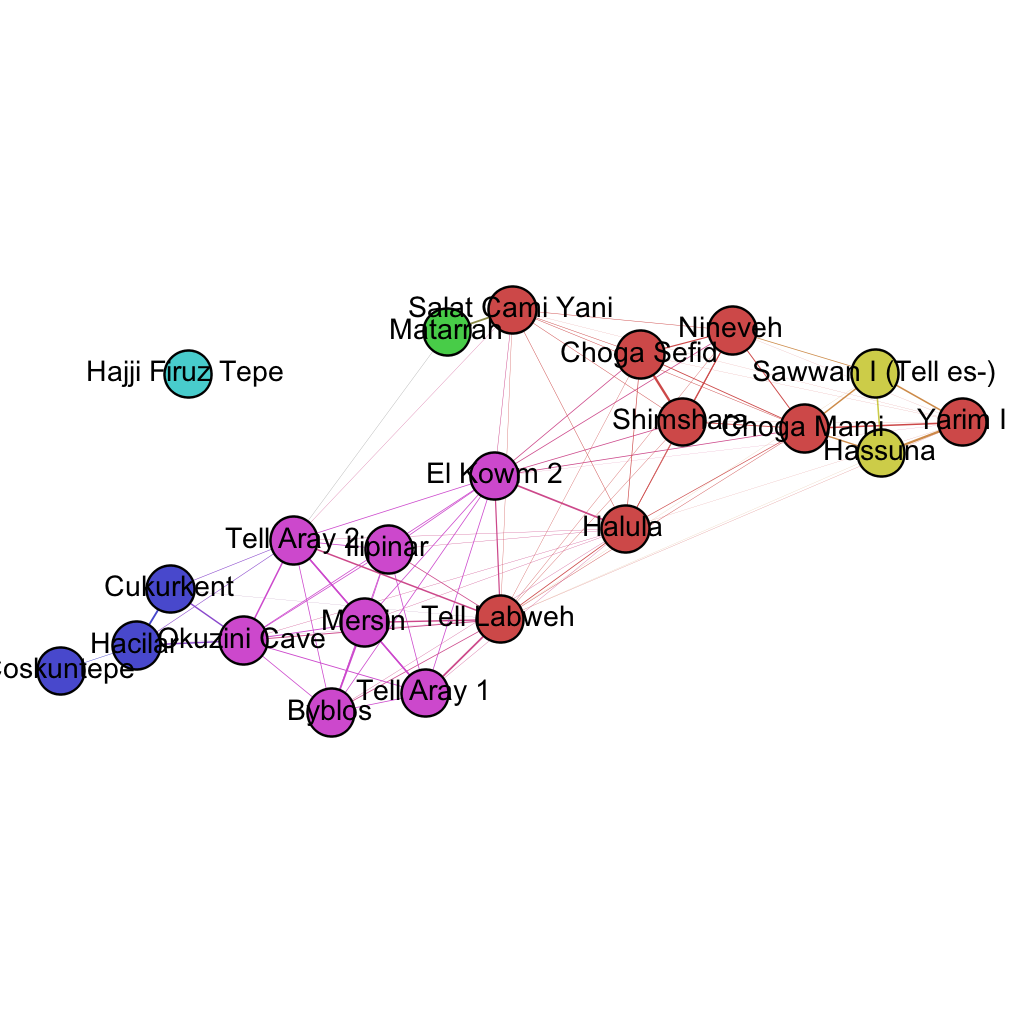 Salat Cami Yani
Matarrah
Nineveh
Choga Sefid
Hajji Firuz Tepe
Sawwan I (Tell es-)
Shimshara
Choga Mami
Yarim I
Hassuna
El Kowm 2
Halula
Tell Aray 2
Ilipinar
Cukurkent
Mersin
Tell Labweh
Hacilar
Okuzini Cave
Coskuntepe
Tell Aray 1
Byblos